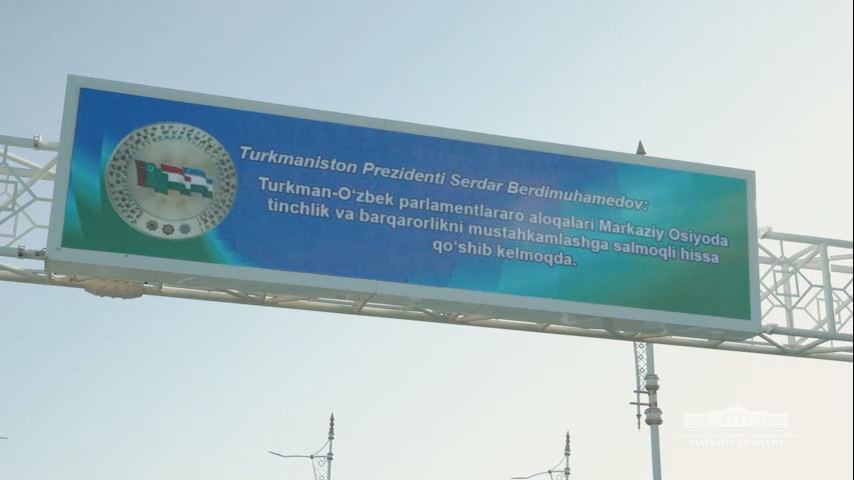 Turkmaniston Prezidenti Serdar Berdimuhamedov:
Turkman-O‘zbek parlamentlararo aloqalari Markaziy Osiyoda
tinchlik va barqarorlikni mustahkamlashga salmoqli hissa
qo‘shib kelmoqda.